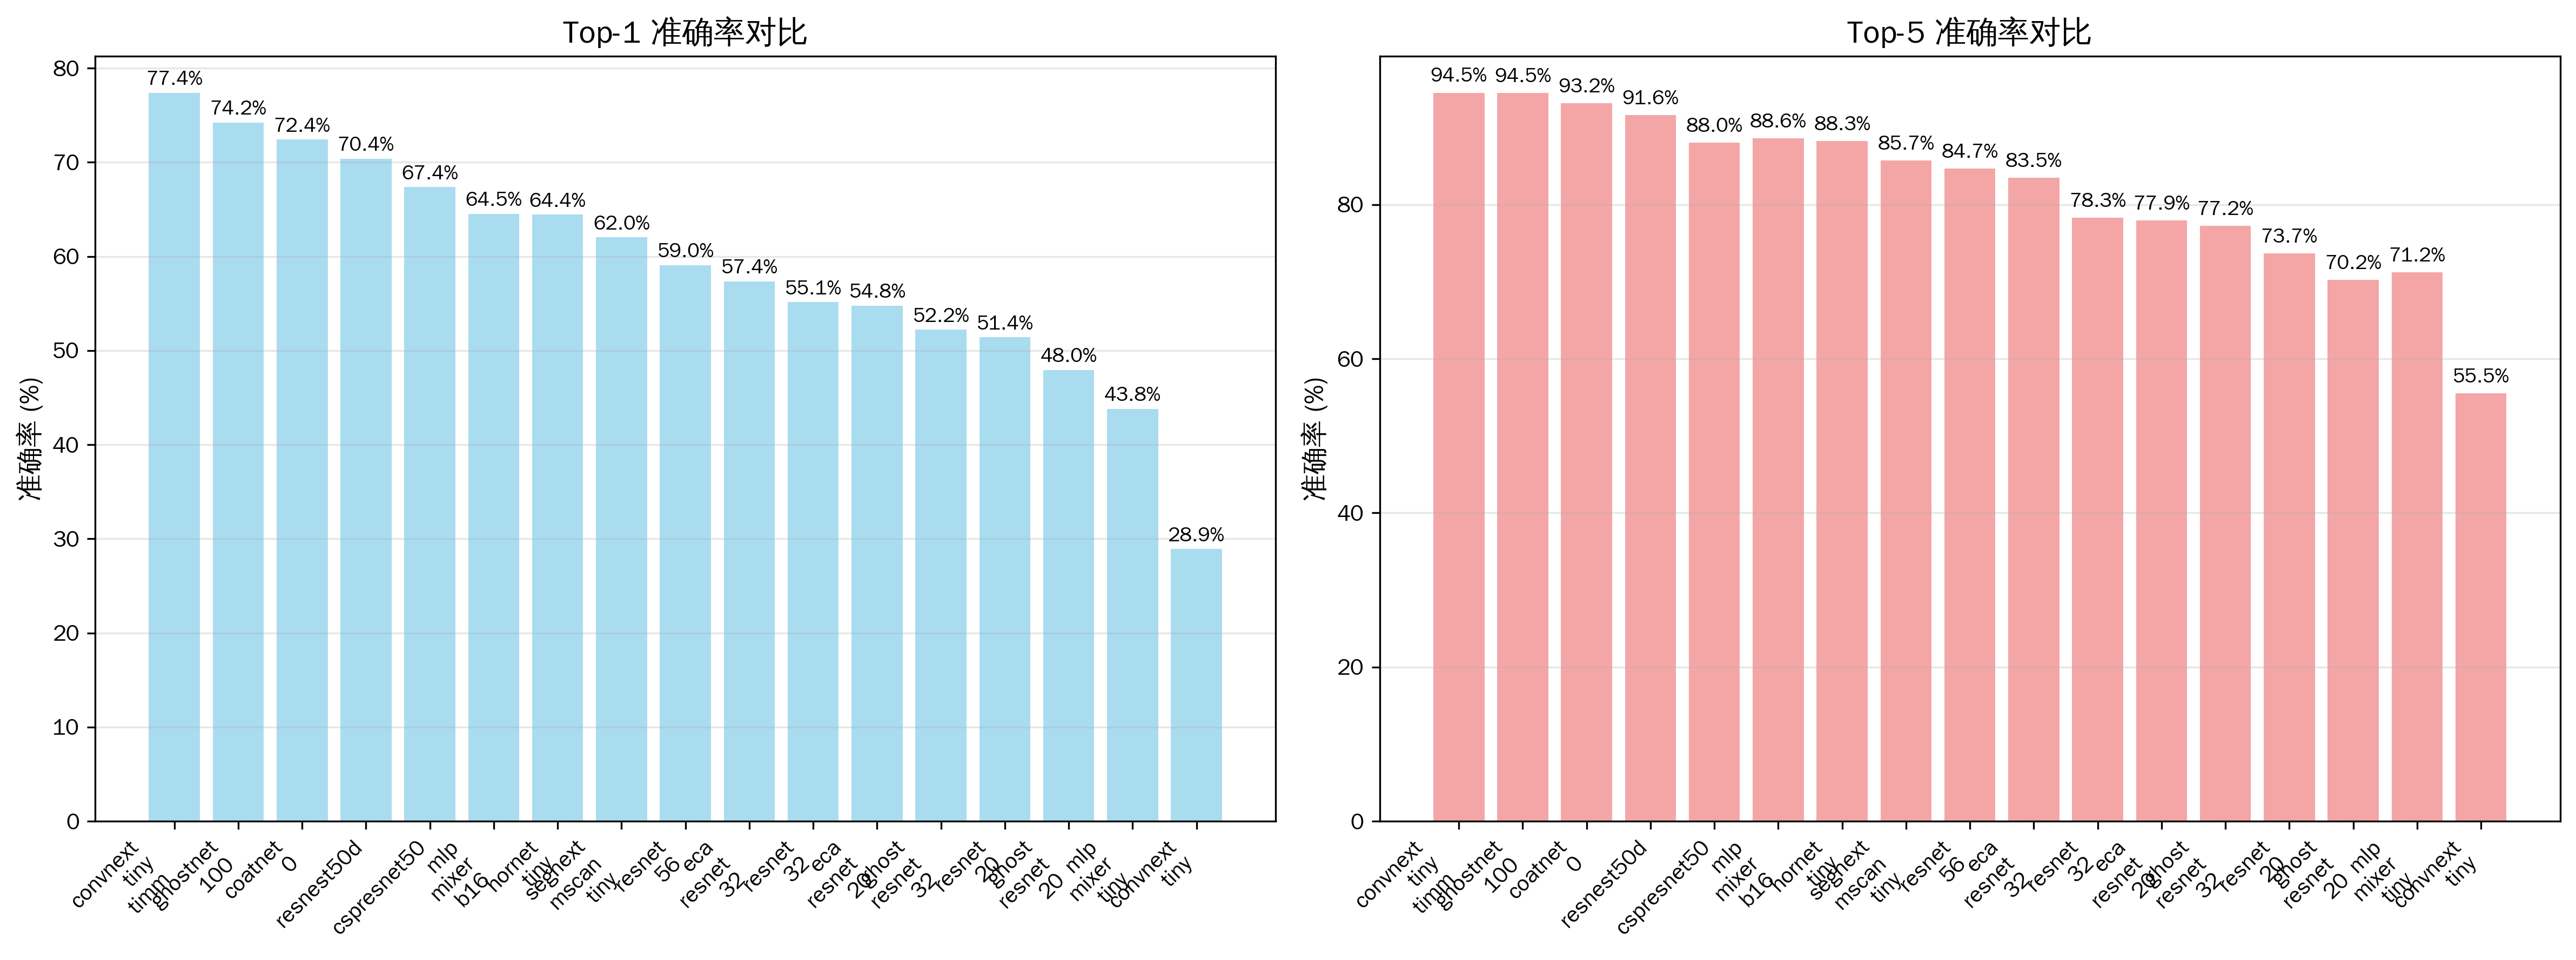 Top-1 准确率对比
准确率 (%)
80
70
60
50
40
30
20
10
0
77.4%
74.2%
72.4%
70.4%
67.4%
64.5%
64.4%
62.0%
59.0%
57.4%
55.1%
54.8%
52.2%
51.4%
48.0%
43.8%
28.9%
convnext
tiny
timm
ghostnet
100
coatnet
0
resnest50d
cspresnet50
mlp
mixer
b16
hornet
tiny
segnext
mscan
tiny
resnet
56
eca
resnet
32
resnet
32
eca
resnet
20
ghost
resnet
32
resnet
20
ghost
resnet
20
mlp
mixer
tiny
convnext
tiny
Top-5 准确率对比
准确率 (%)
80
60
40
20
0
94.5%
94.5%
93.2%
91.6%
88.0%
88.6%
88.3%
85.7%
84.7%
83.5%
78.3%
77.9%
77.2%
73.7%
70.2%
71.2%
55.5%
convnext
tiny
timm
ghostnet
100
coatnet
0
resnest50d
cspresnet50
mlp
mixer
b16
hornet
tiny
segnext
mscan
tiny
resnet
56
eca
resnet
32
resnet
32
eca
resnet
20
ghost
resnet
32
resnet
20
ghost
resnet
20
mlp
mixer
tiny
convnext
tiny